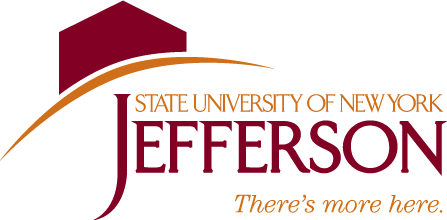 STATE UNIVERSITY OF NEW YORK
JEFFERSON
There's more here.